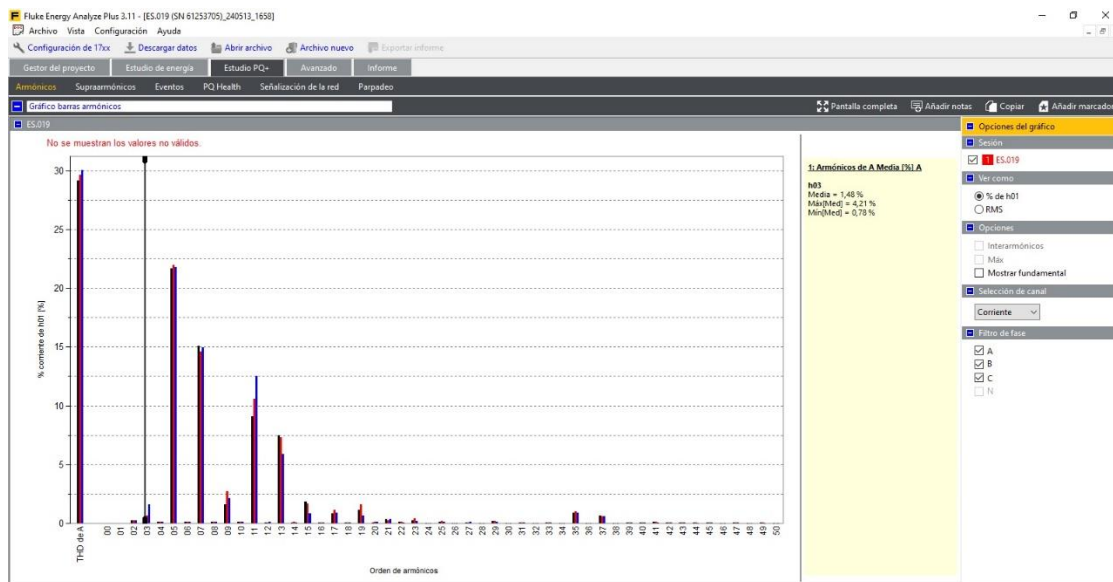 Fluke Energy Analyze Plus 3.11 - [ES.019 (SN 61253705)_240513_1658]
Archivo Vista Configuración Ayuda
Configuración de 17xx Descargar datos Abrir archivo Archivo nuevo Exportar informe
Gestor del proyecto Estudio de energía Estudio PQ+ Avanzado Informe
Armónicos Supraarmónicos Eventos PQ Health Señalización de la red Parpadeo
Gráfico barras armónicos Pantalla completa Añadir notas Copiar Añadir marcador
ES.019
No se muestran los valores no válidos.
30
25
20
15
10
5
0
% corriente de h01 [%]
THD de A 00 01 02 03 04 05 06 07 08 09 10 11 12 13 14 15 16 17 18 19 20 21 22 23 24 25 26 27 28 29 30 31 32 33 34 35 36 37 38 39 40 41 42 43 44 45 46 47 48 49 50
Orden de armónicos
1: Armónicos de A Media [%] A
h03
Media = 1,48 %
Máx[Med] = 4,21 %
Mín[Med] = 0,78 %
Opciones del gráfico
Sesión
1 ES.019
Ver como
% de h01
RMS
Opciones
Interarmónicos
Máx
Mostrar fundamental
Selección de canal
Corriente
Filtro de fase
A
B
C
N